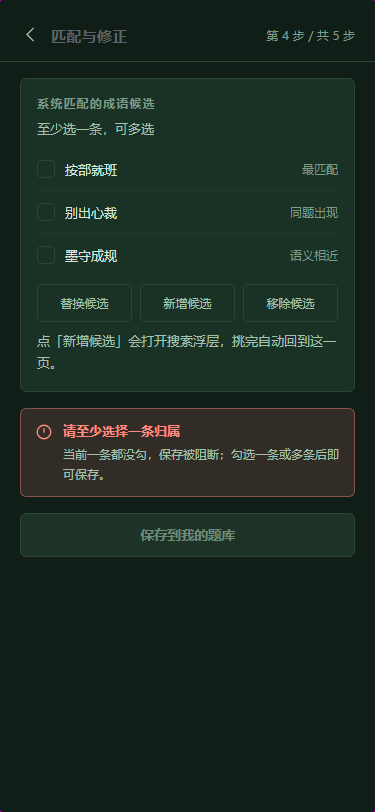 匹配与修正
第 4 步 / 共 5 步
系统匹配的成语候选
至少选一条，可多选
按部就班
最匹配
别出心裁
同题出现
墨守成规
语义相近
替换候选
新增候选
移除候选
点「新增候选」会打开搜索浮层，挑完自动回到这一
页。
请至少选择一条归属
当前一条都没勾，保存被阻断；勾选一条或多条后即
可保存。
保存到我的题库